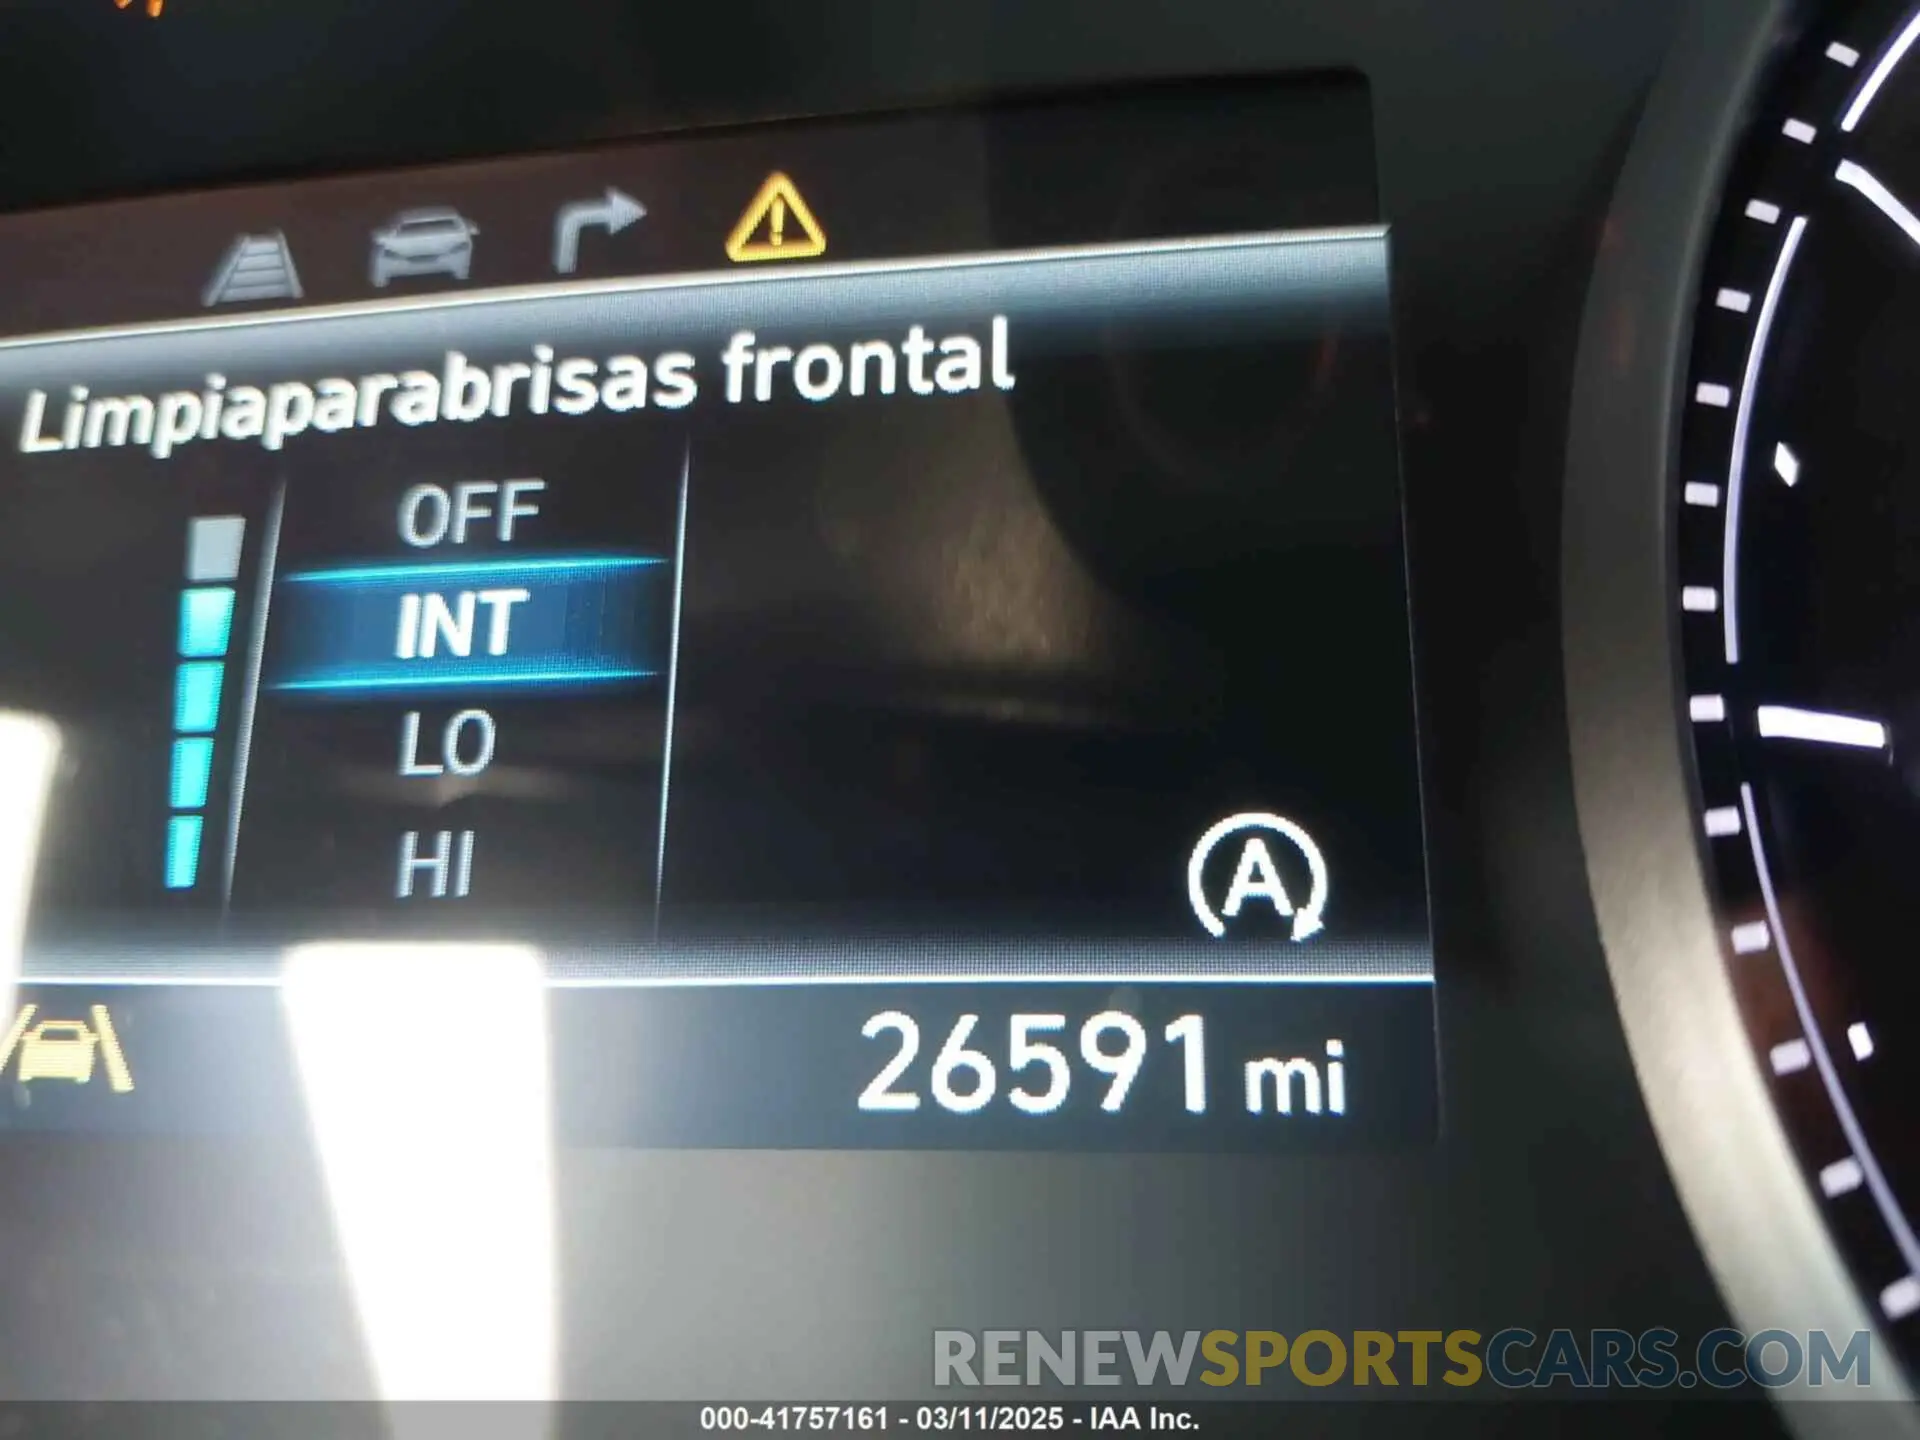 Limpiaparabrisas frontal
OFF
INT
LO
HI
A
26591 mi
RENEWSPORTSCARS.COM
000-41757161 - 03/11/2025 - IAA Inc.